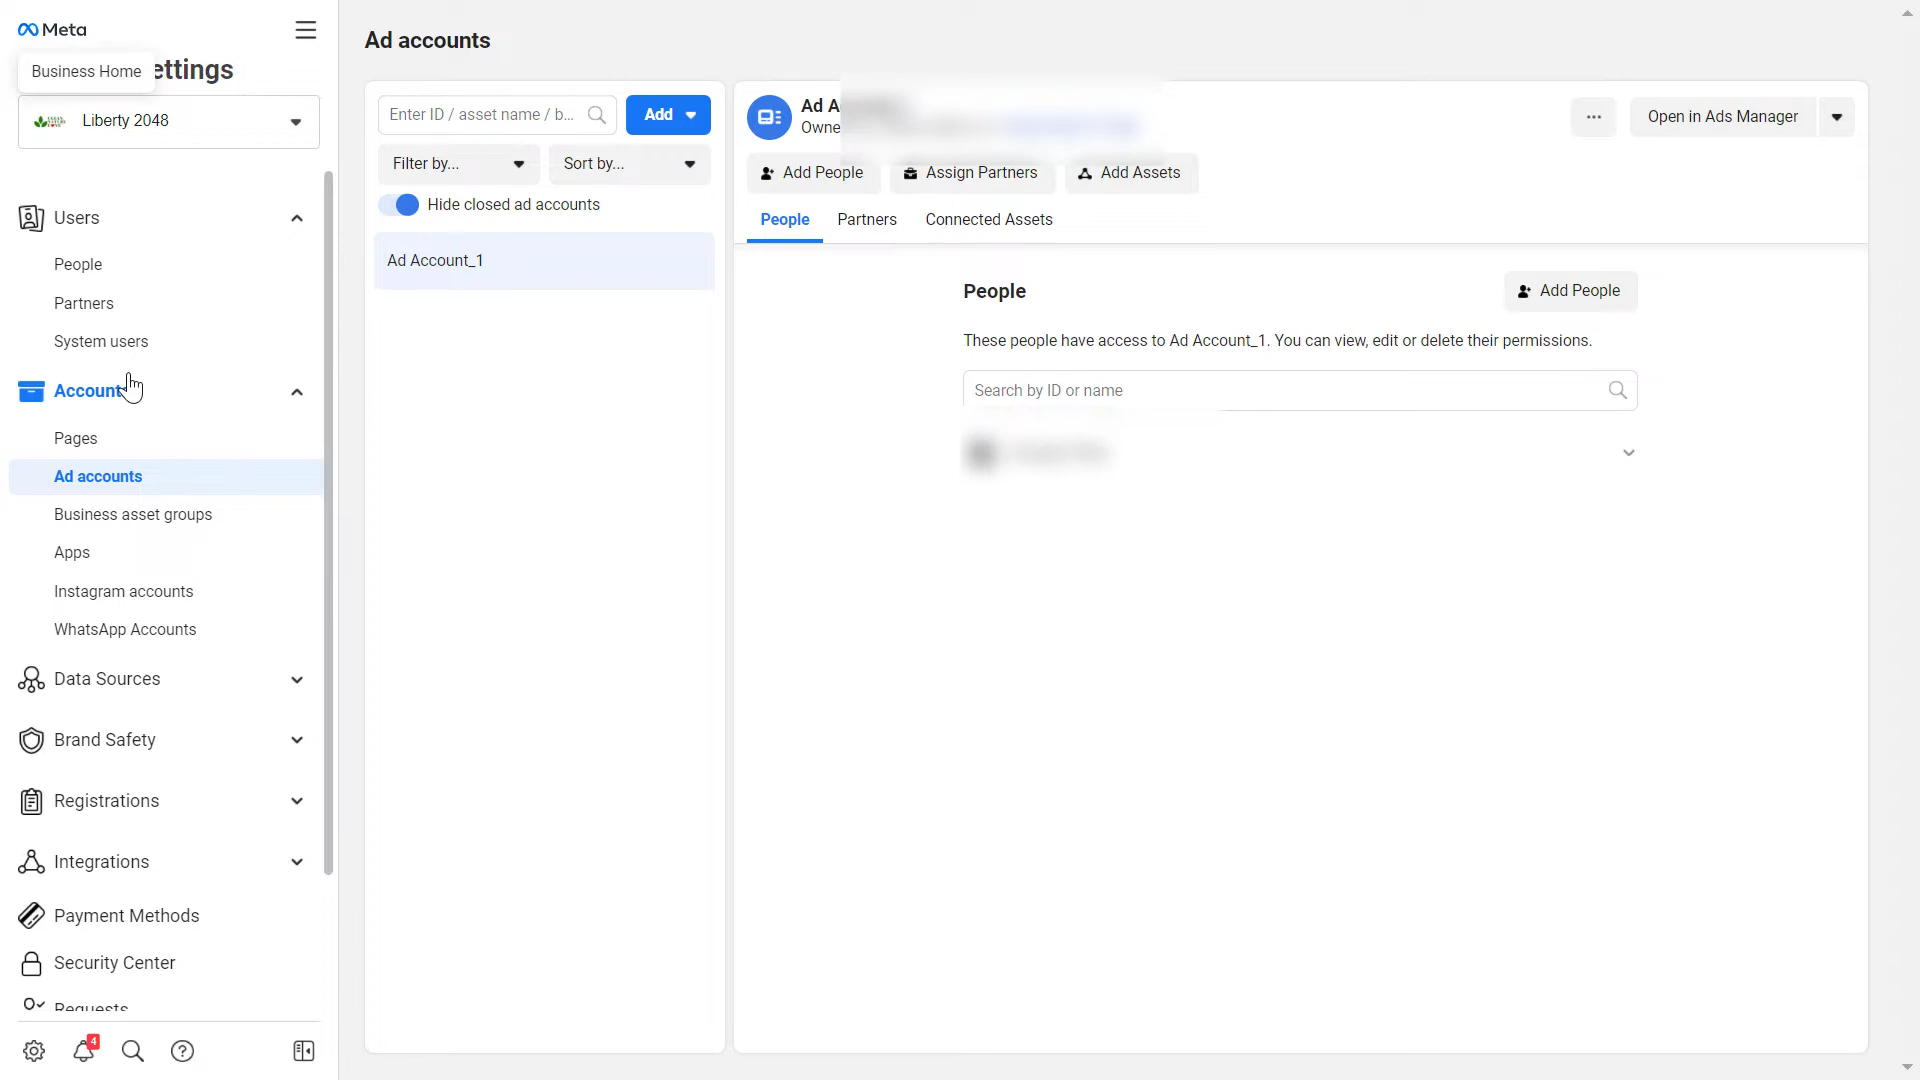 Meta
Business Home
ettings
Liberty 2048
Users
People
Partners
System users
Account
Pages
Ad accounts
Business asset groups
Apps
Instagram accounts
WhatsApp Accounts
Data Sources
Brand Safety
Registrations
Integrations
Payment Methods
Security Center
Requests
4
Ad accounts
Enter ID / asset name / b...
Add
Filter by...
Sort by...
Hide closed ad accounts
Ad Account_1
Ad A
Owne
...
Open in Ads Manager
Add People
Assign Partners
Add Assets
People
Partners
Connected Assets
People
Add People
These people have access to Ad Account_1. You can view, edit or delete their permissions.
Search by ID or name